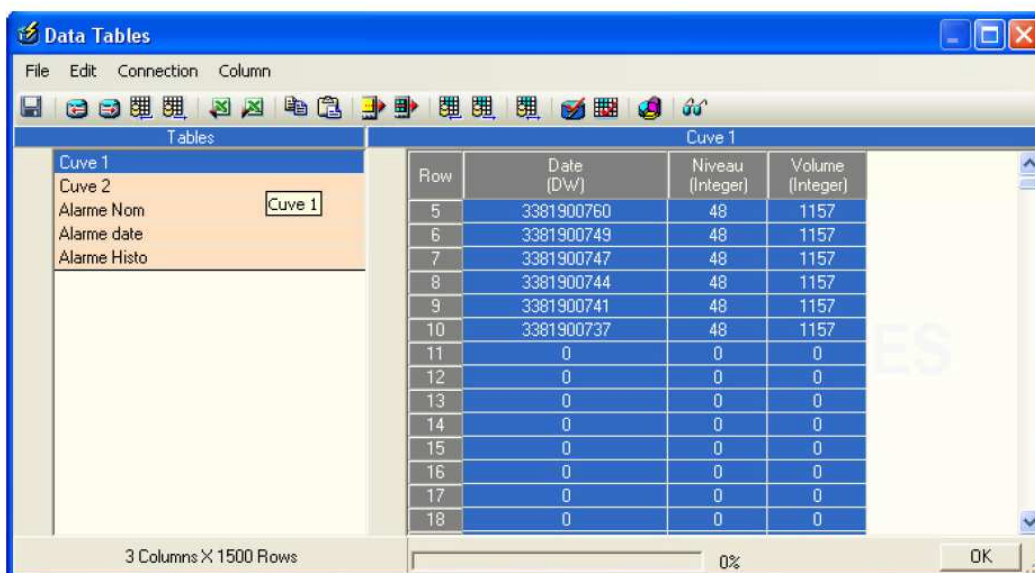 Data Tables
File Edit Connection Column
Tables
Cuve 1
Cuve 1
Cuve 2
Alarme Nom
Cuve 1
Alarme date
Alarme Histo
Row Date (DW) Niveau (Integer) Volume (Integer)
5 3381900760 48 1157
6 3381900749 48 1157
7 3381900747 48 1157
8 3381900744 48 1157
9 3381900741 48 1157
10 3381900737 48 1157
11 0 0 0
12 0 0 0
13 0 0 0
14 0 0 0
15 0 0 0
16 0 0 0
17 0 0 0
18 0 0 0
3 Columns X 1500 Rows
0%
OK